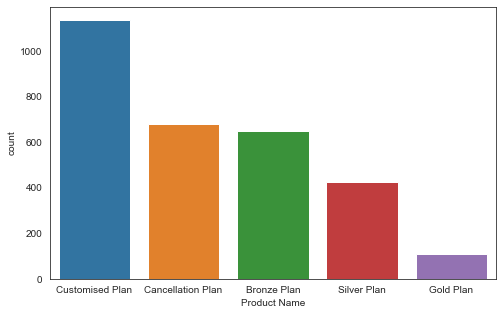 1000
800
600
400
200
0
count
Customised Plan Cancellation Plan Bronze Plan Silver Plan Gold Plan
Product Name